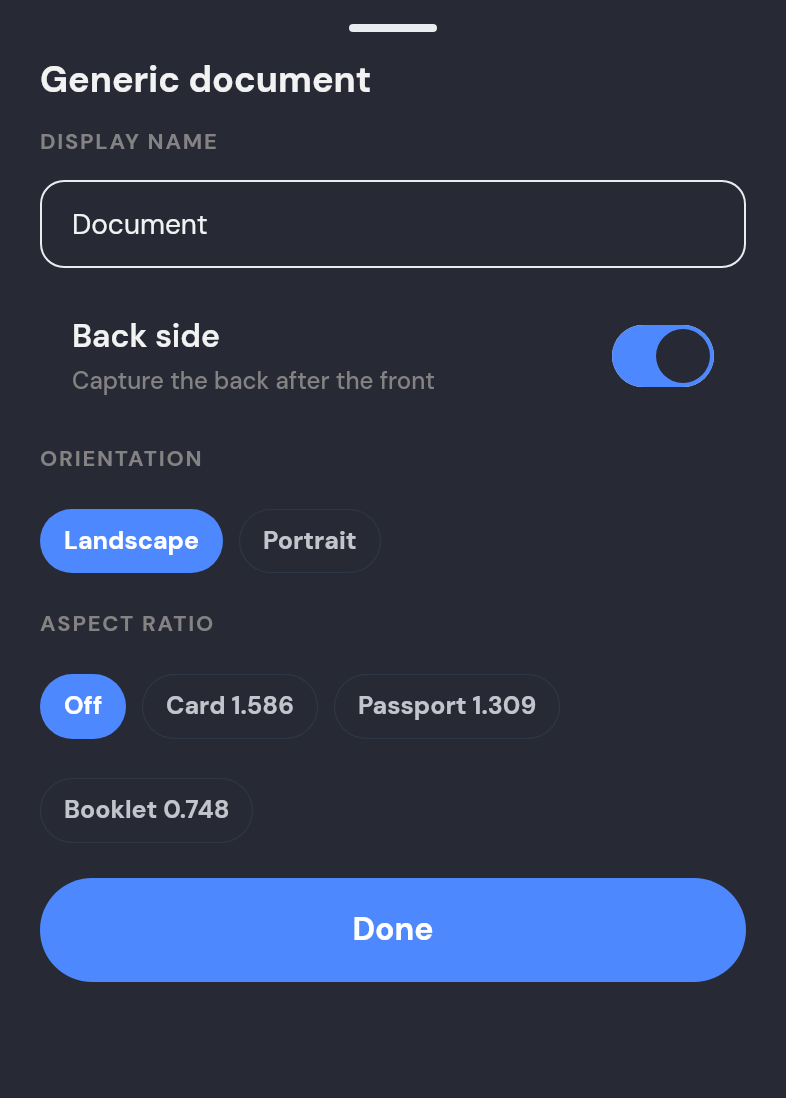 Generic document
DISPLAY NAME
Document
Back side
Capture the back after the front
ORIENTATION
Landscape Portrait
ASPECT RATIO
Off Card 1.586 Passport 1.309
Booklet 0.748
Done